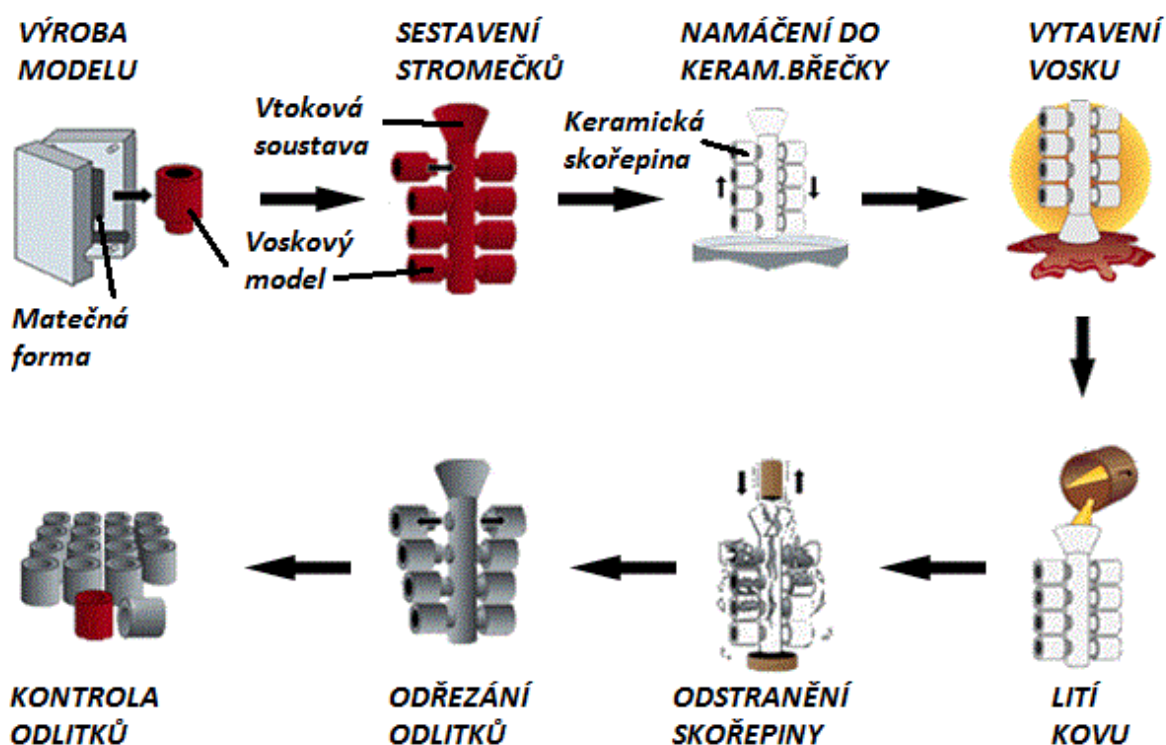 VÝROBA
MODELU
SESTAVENÍ
STROMEČKŮ
NAMÁČENÍ DO
KERAM.BŘEČKY
VYTAVENÍ
VOSKU
Vtoková
soustava
Keramická
skořepina
Voskový
model
Matečná
forma
KONTROLA
ODLITKŮ
ODŘEZÁNÍ
ODLITKŮ
ODSTRANĚNÍ
SKOŘEPINY
LITÍ
KOVU